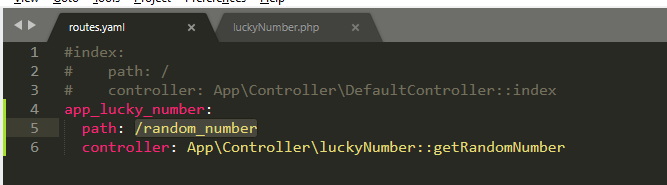 routes.yaml × luckyNumber.php ×
1 #index:
2 #    path: /
3 #    controller: App\Controller\DefaultController::index
4 app_lucky_number:
5   path: /random_number
6   controller: App\Controller\luckyNumber::getRandomNumber